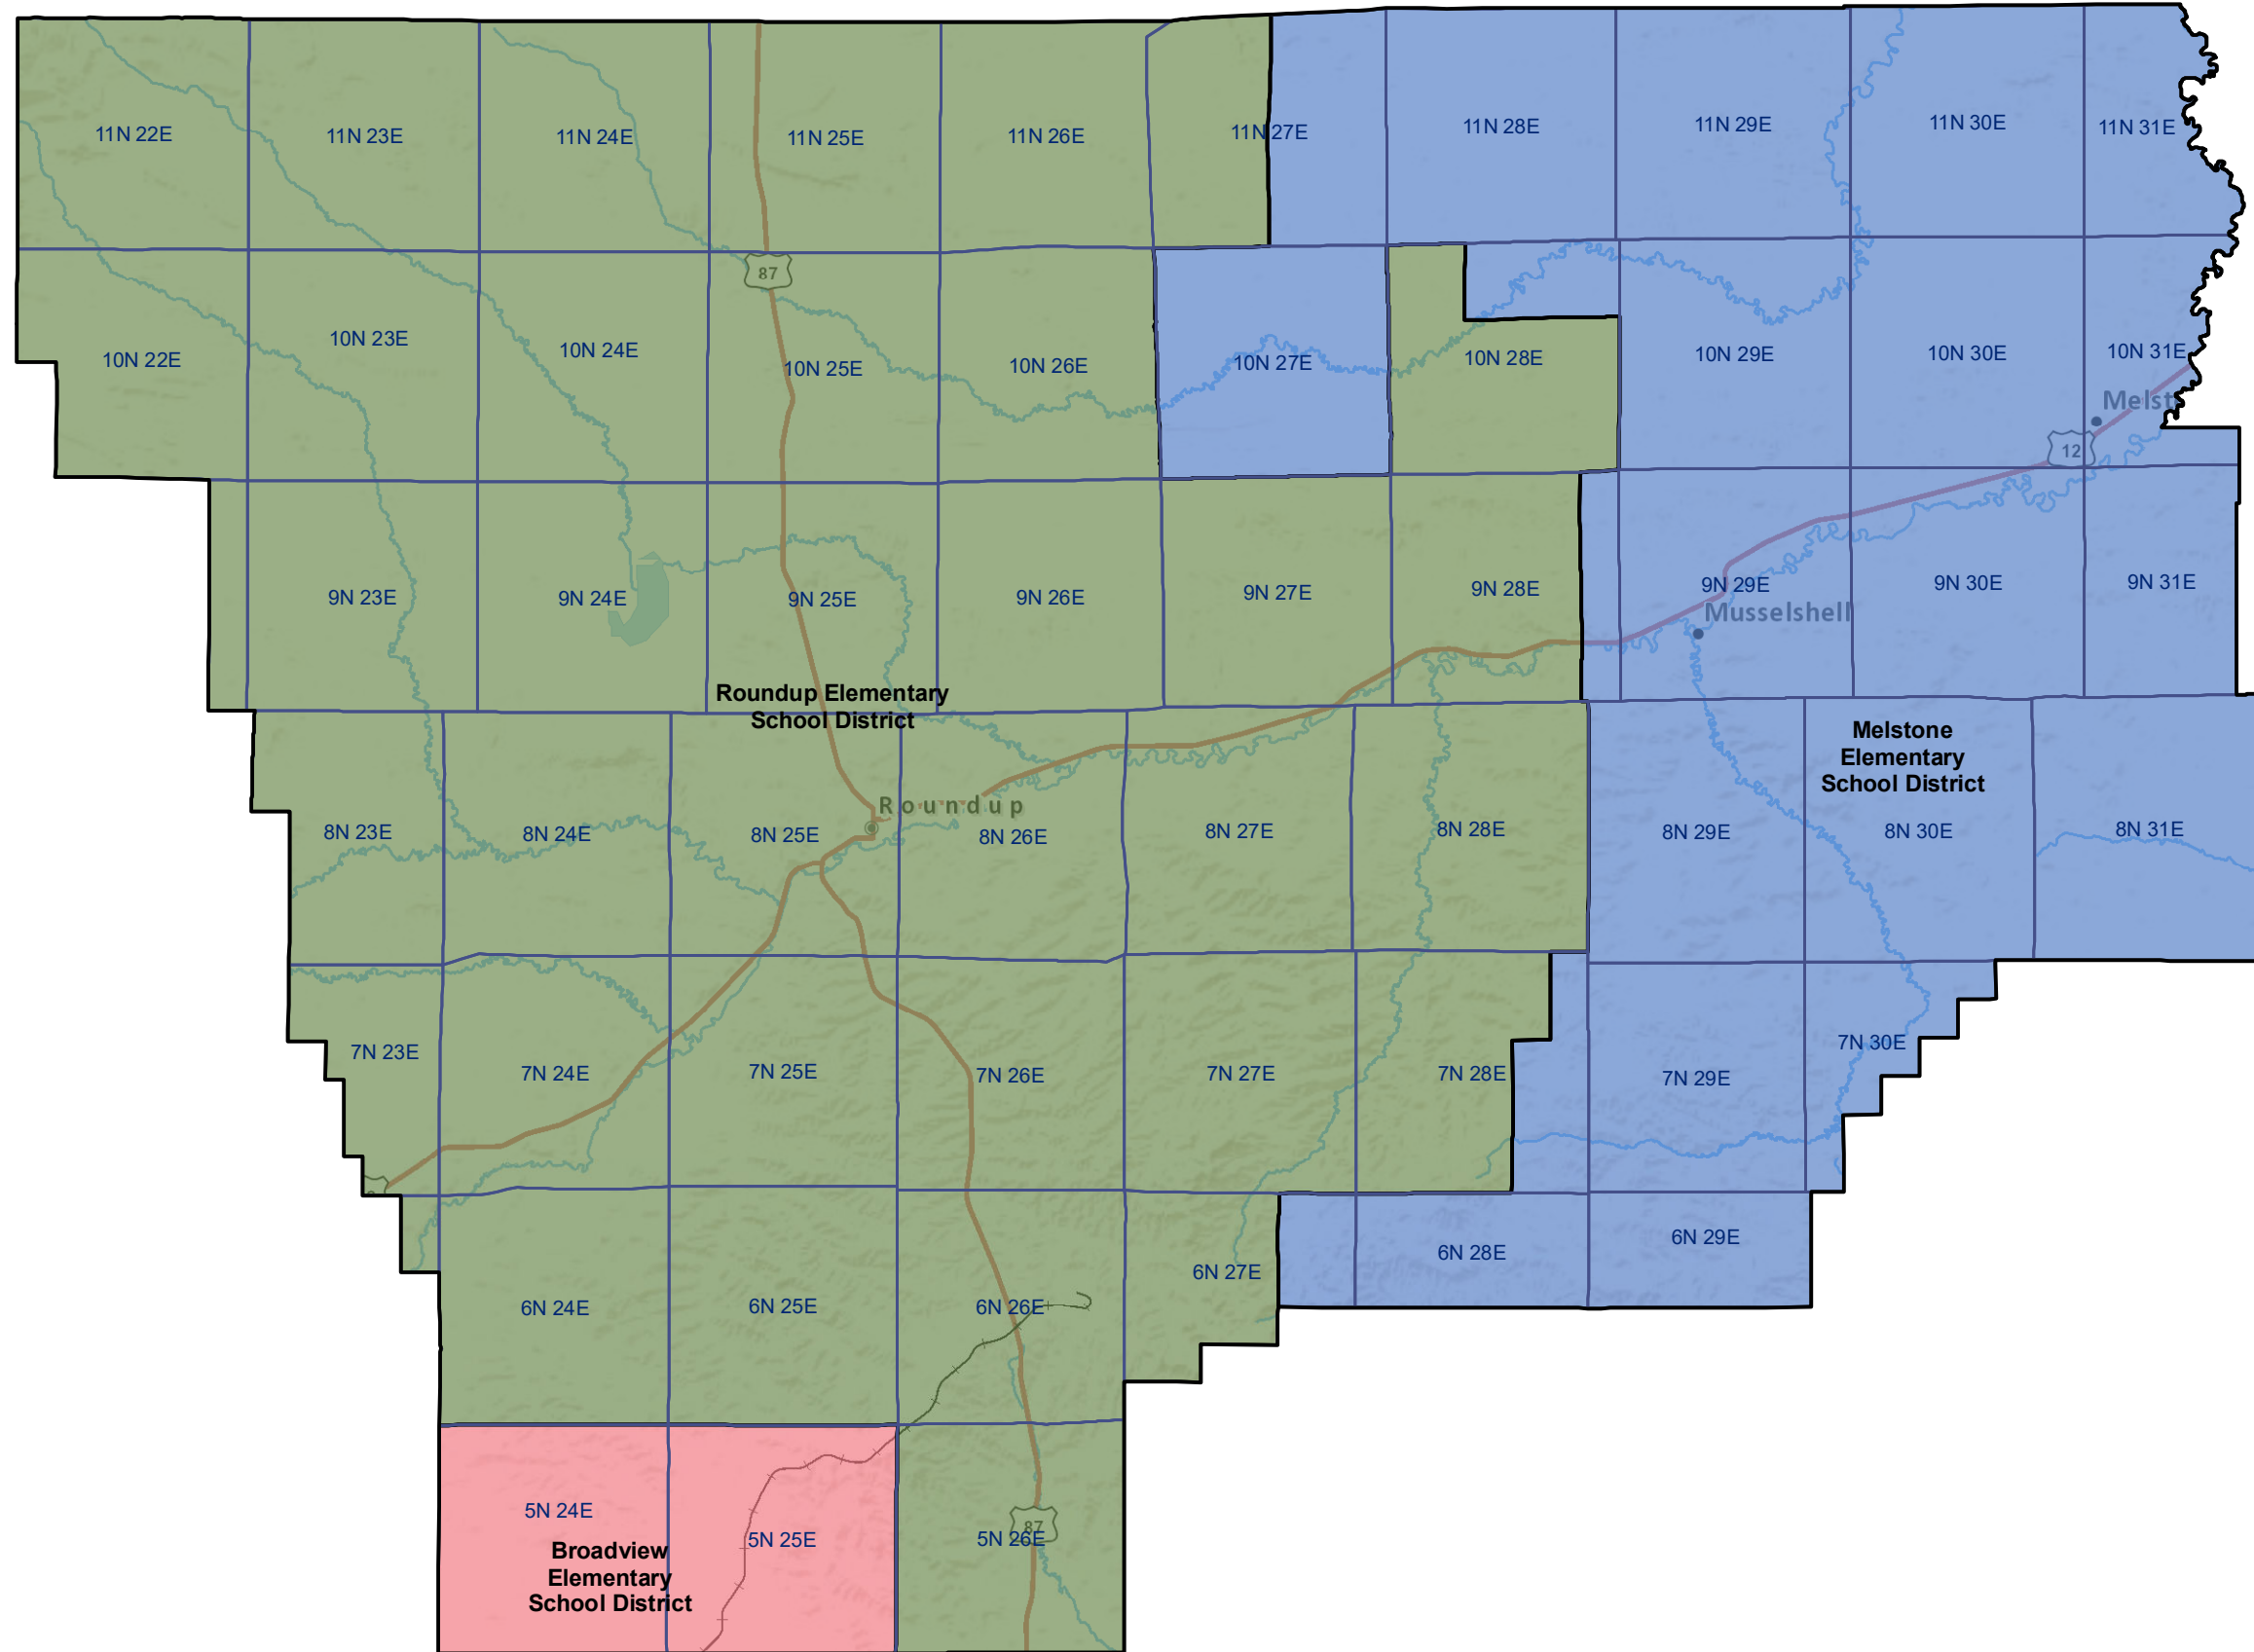 11N 22E
11N 23E
11N 24E
11N 25E
11N 26E
11N 27E
11N 28E
11N 29E
11N 30E
11N 31E
87
10N 22E
10N 23E
10N 24E
10N 25E
10N 26E
10N 27E
10N 28E
10N 29E
10N 30E
10N 31E
Melst
12
9N 23E
9N 24E
9N 25E
9N 26E
9N 27E
9N 28E
9N 29E
9N 30E
9N 31E
Musselshell
Roundup Elementary
School District
Melstone
Elementary
School District
Roundup
8N 23E
8N 24E
8N 25E
8N 26E
8N 27E
8N 28E
8N 29E
8N 30E
8N 31E
7N 23E
7N 24E
7N 25E
7N 26E
7N 27E
7N 28E
7N 29E
7N 30E
6N 24E
6N 25E
6N 26E
6N 27E
6N 28E
6N 29E
5N 24E
5N 25E
5N 26E
87
Broadview
Elementary
School District